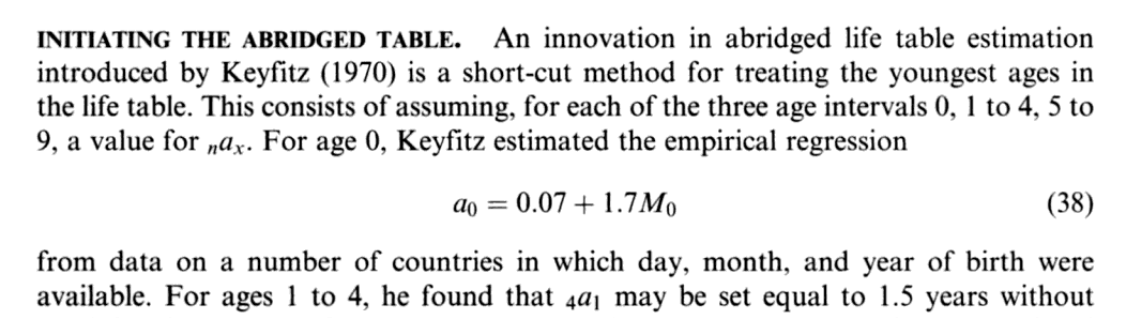 INITIATING THE ABRIDGED TABLE. An innovation in abridged life table estimation
introduced by Keyfitz (1970) is a short-cut method for treating the youngest ages in
the life table. This consists of assuming, for each of the three age intervals 0, 1 to 4, 5 to
9, a value for ₙaₓ. For age 0, Keyfitz estimated the empirical regression
a₀ = 0.07 + 1.7M₀ (38)
from data on a number of countries in which day, month, and year of birth were
available. For ages 1 to 4, he found that ₄a₁ may be set equal to 1.5 years without